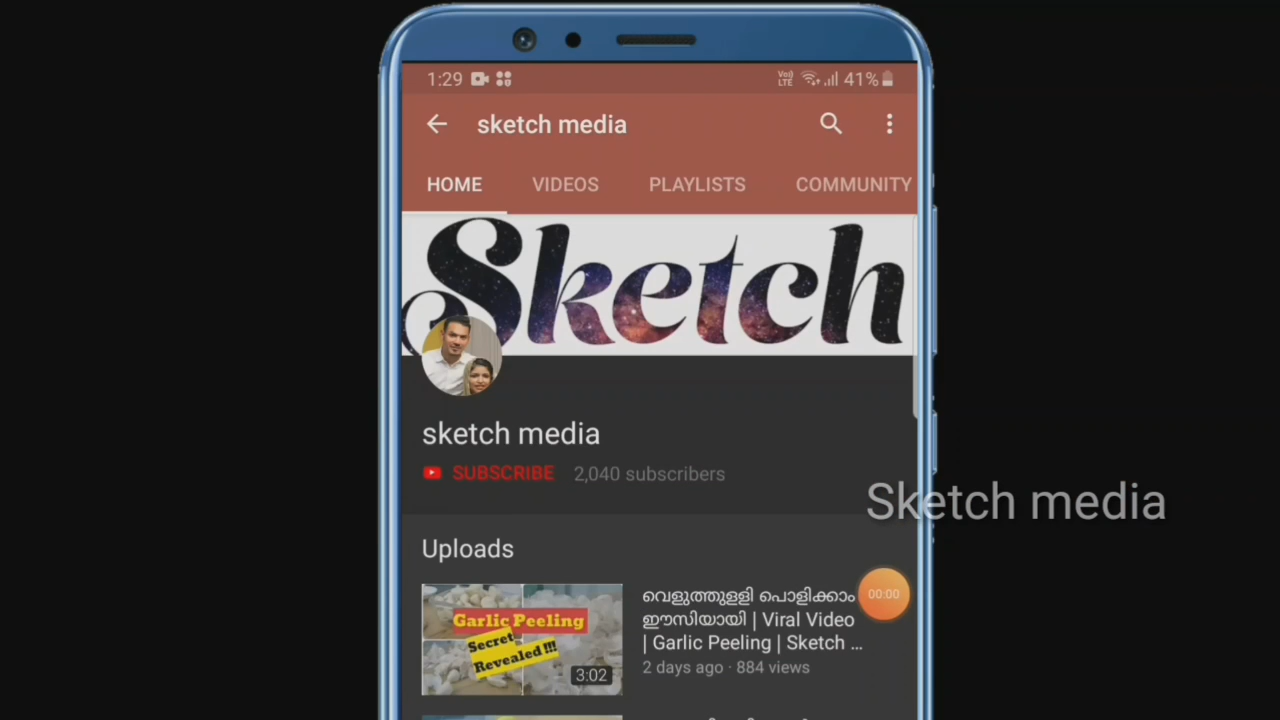 1:29
Vo)) LTE 41%
sketch media
HOME VIDEOS PLAYLISTS COMMUNITY
Sketch
sketch media
SUBSCRIBE 2,040 subscribers
Sketch media
Uploads
Garlic Peeling
Secret
Revealed !!!
3:02
വെളുത്തുള്ളി പൊളിക്കാം
ഈസിയായി | Viral Video
| Garlic Peeling | Sketch ...
2 days ago · 884 views
00:00